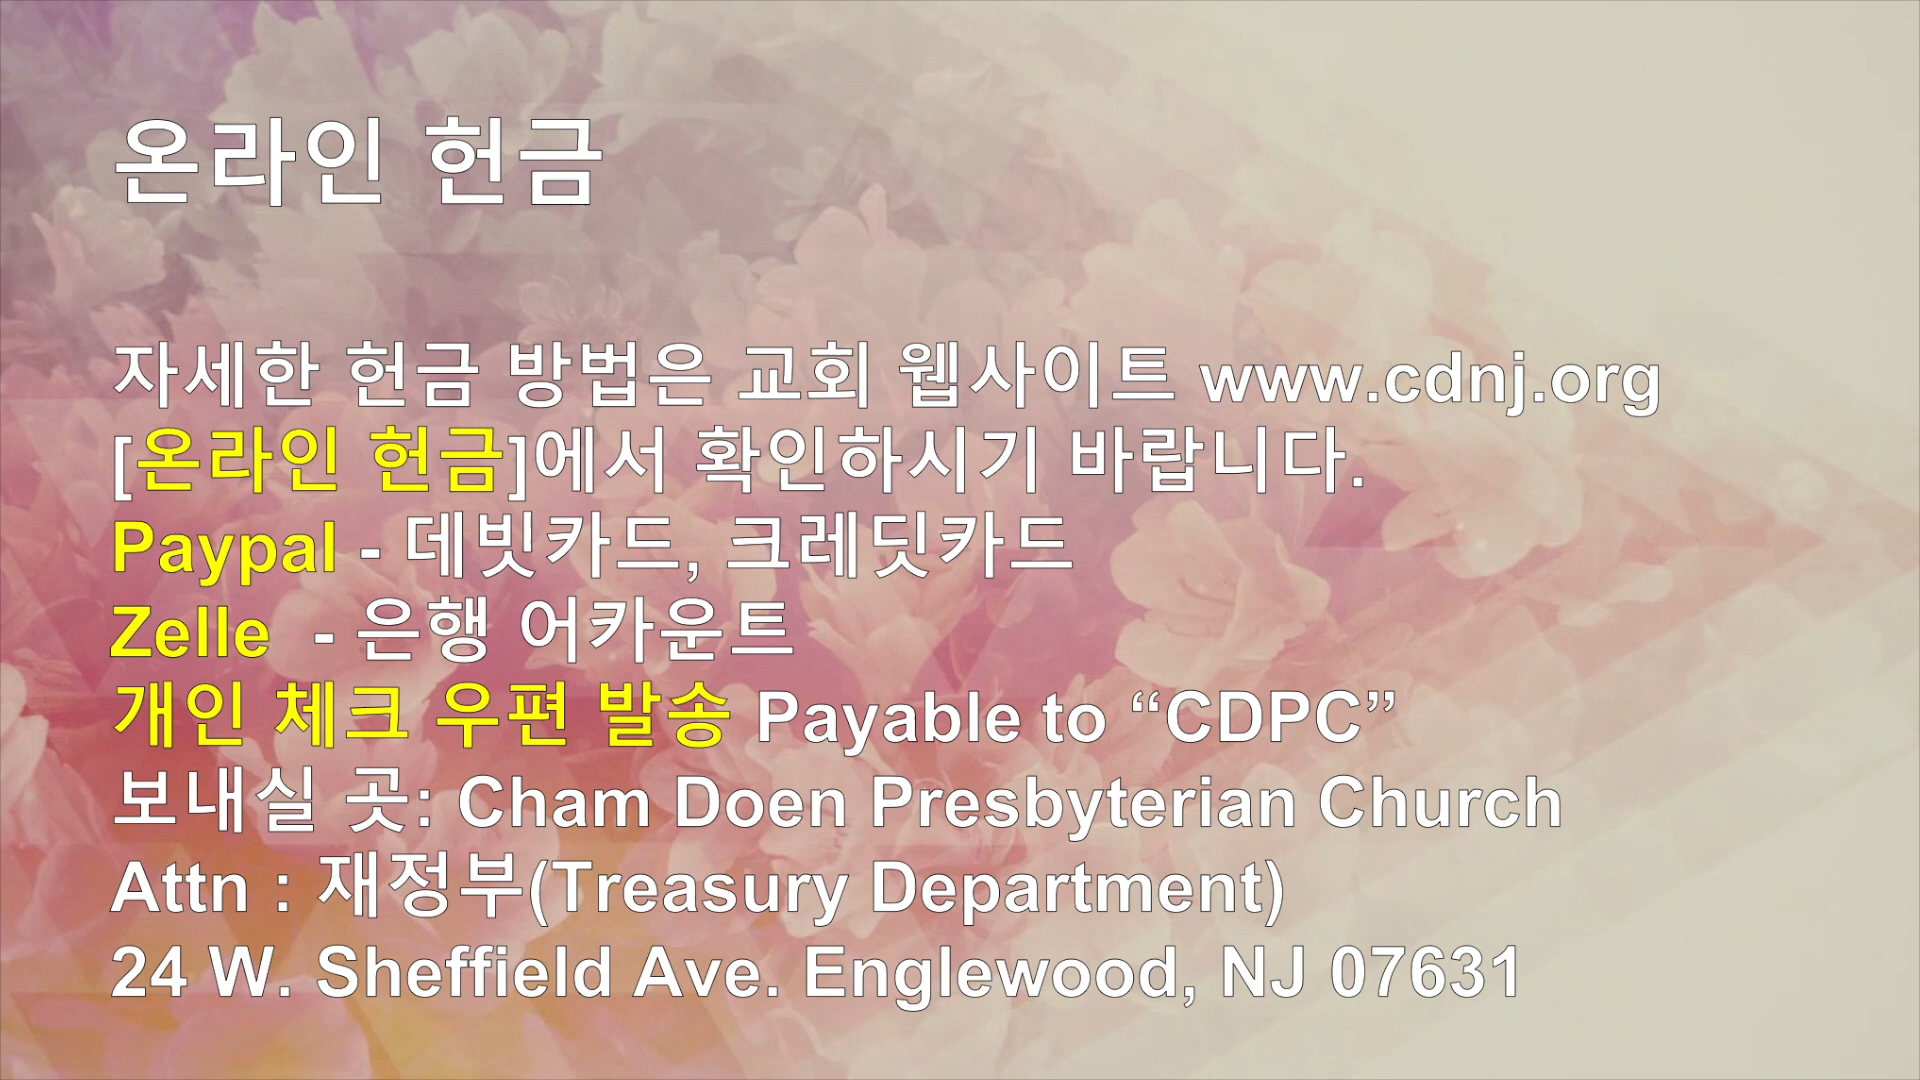 온라인 헌금
자세한 헌금 방법은 교회 웹사이트 www.cdnj.org
[온라인 헌금]에서 확인하시기 바랍니다.
Paypal - 데빗카드, 크레딧카드
Zelle  - 은행 어카운트
개인 체크 우편 발송 Payable to “CDPC”
보내실 곳: Cham Doen Presbyterian Church
Attn : 재정부(Treasury Department)
24 W. Sheffield Ave. Englewood, NJ 07631